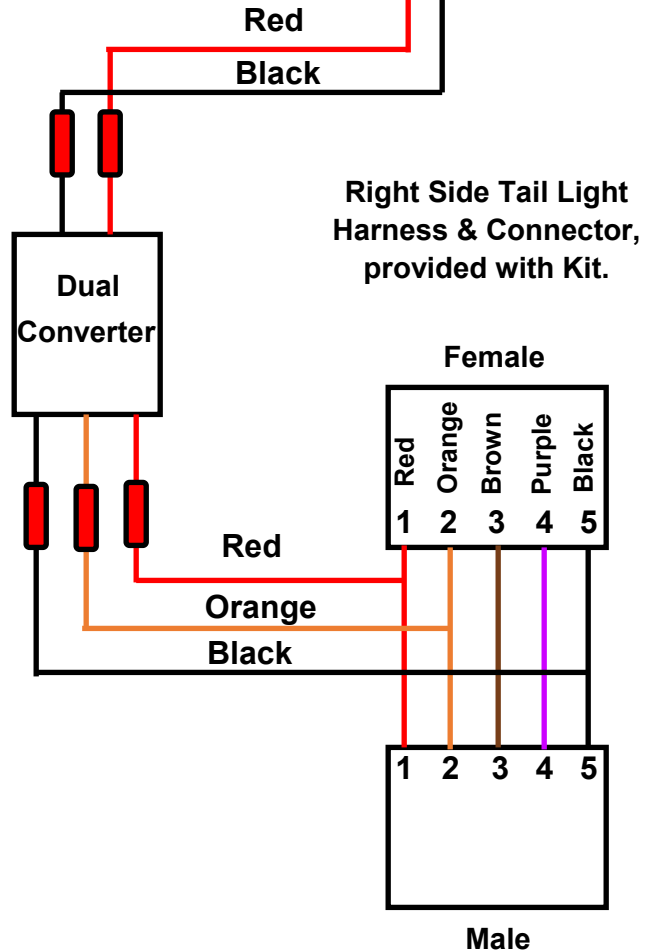 Red
Black
Right Side Tail Light
Harness & Connector,
provided with Kit.
Dual
Converter
Female
Red
Orange
Brown
Purple
Black
1 2 3 4 5
Red
Orange
Black
1 2 3 4 5
Male